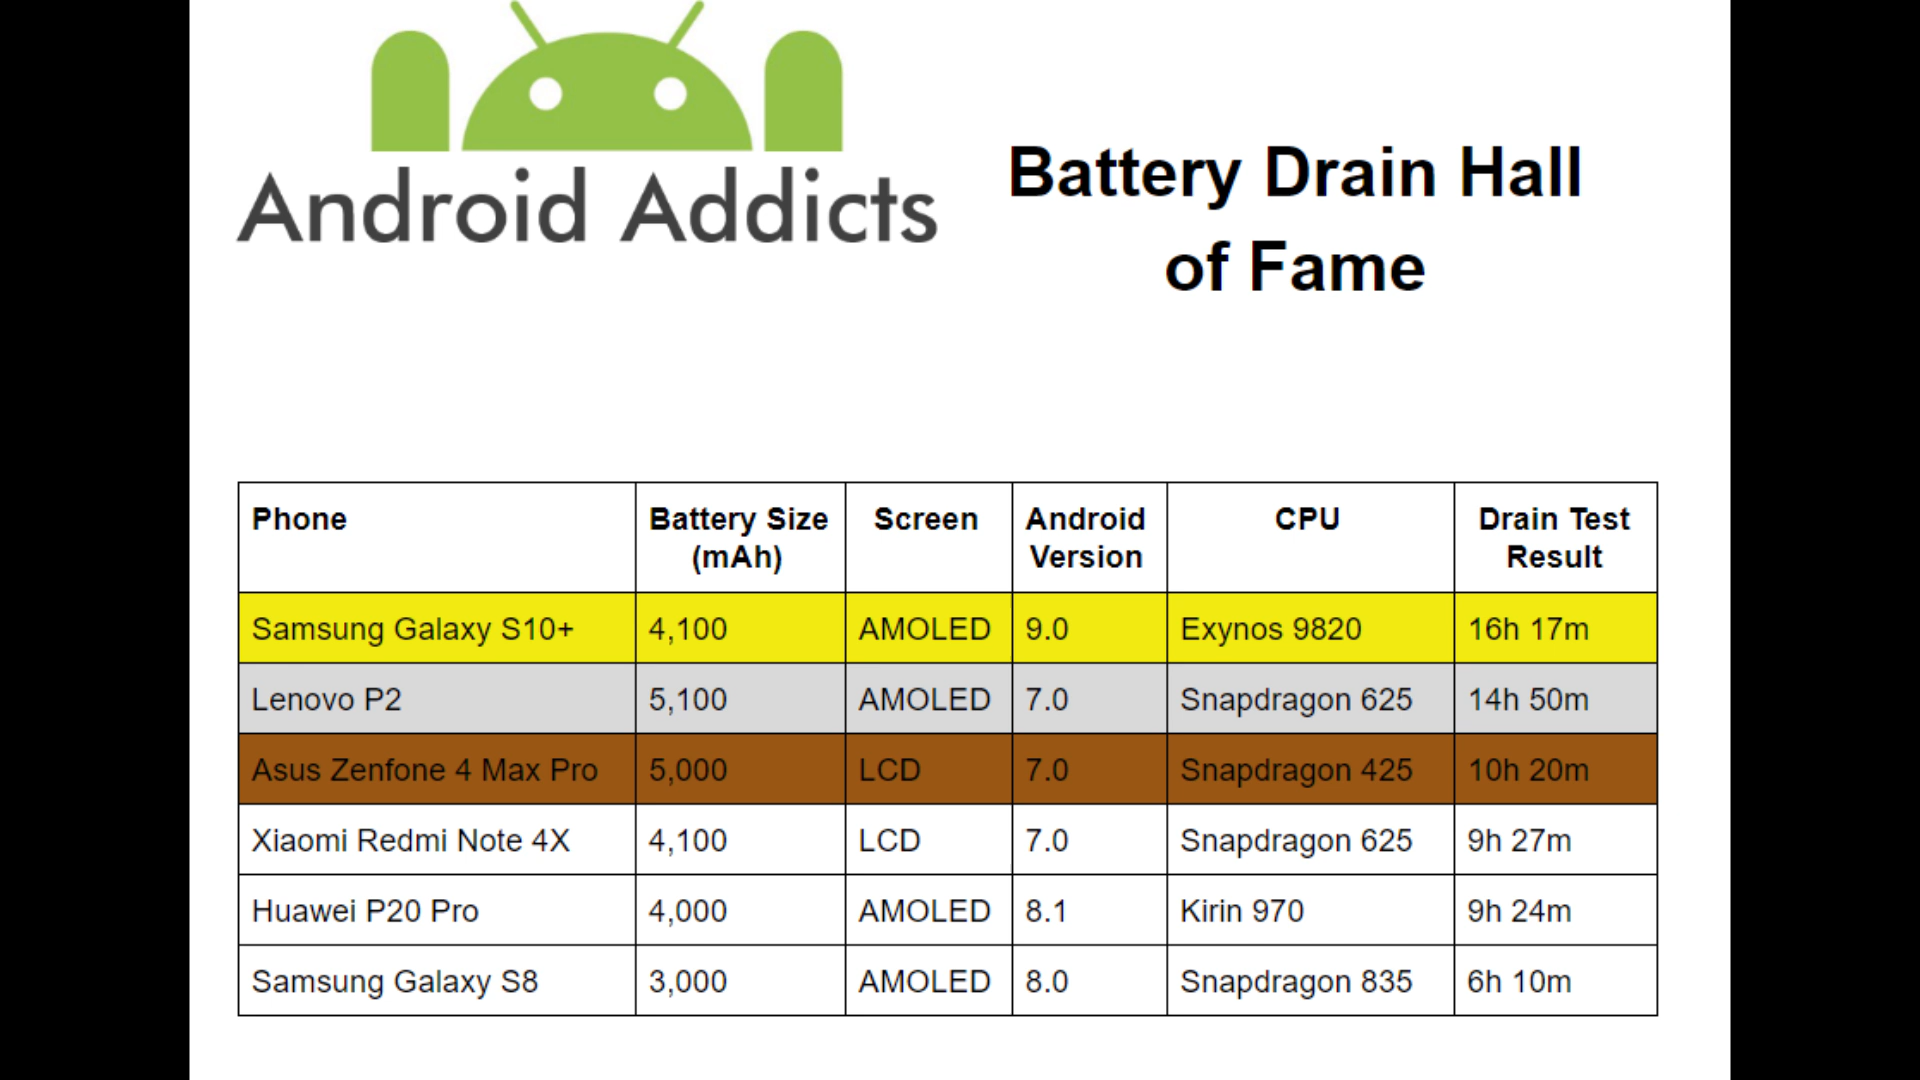 Android Addicts
Battery Drain Hall
of Fame
Phone Battery Size (mAh) Screen Android Version CPU Drain Test Result
Samsung Galaxy S10+ 4,100 AMOLED 9.0 Exynos 9820 16h 17m
Lenovo P2 5,100 AMOLED 7.0 Snapdragon 625 14h 50m
Asus Zenfone 4 Max Pro 5,000 LCD 7.0 Snapdragon 425 10h 20m
Xiaomi Redmi Note 4X 4,100 LCD 7.0 Snapdragon 625 9h 27m
Huawei P20 Pro 4,000 AMOLED 8.1 Kirin 970 9h 24m
Samsung Galaxy S8 3,000 AMOLED 8.0 Snapdragon 835 6h 10m